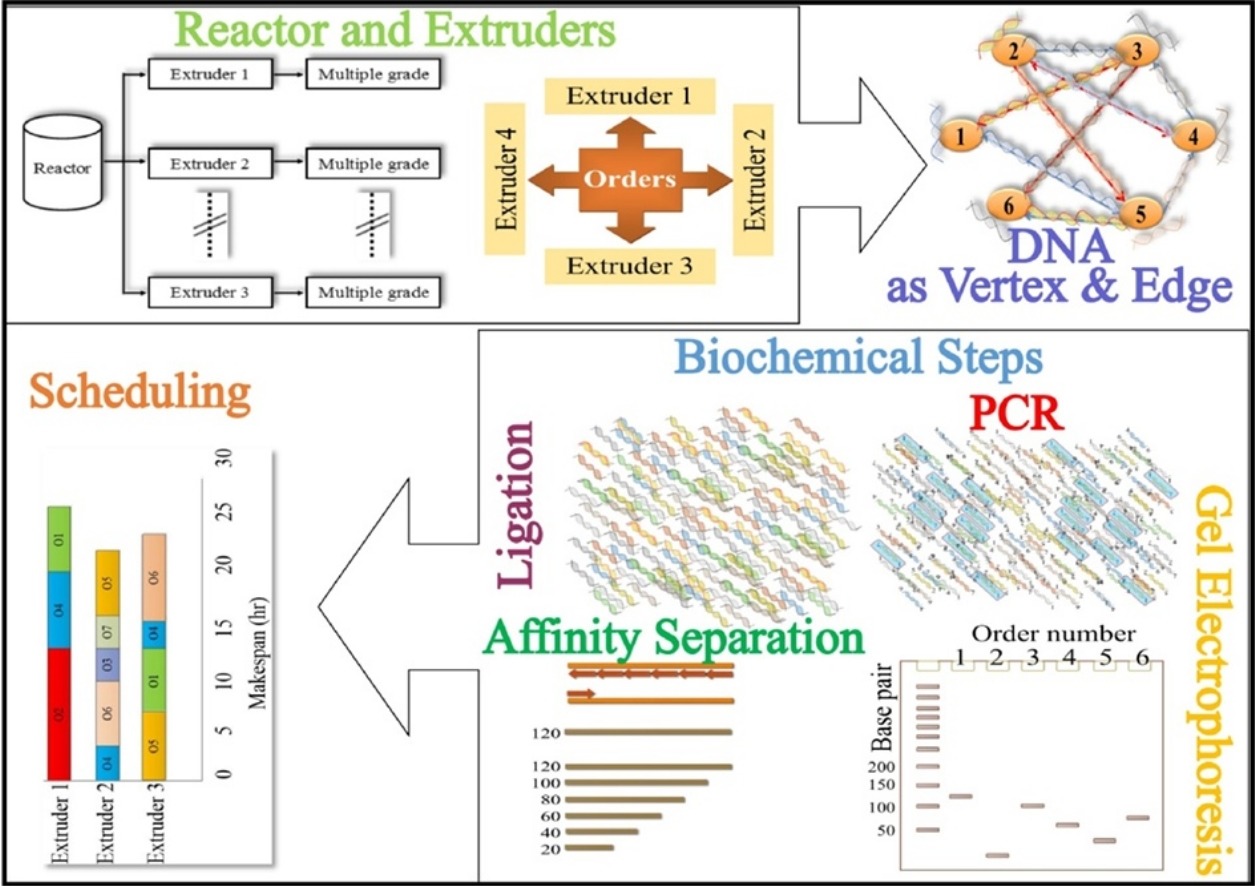 Reactor and Extruders
Reactor
Extruder 1
Multiple grade
Extruder 2
Multiple grade
Extruder 3
Multiple grade
Extruder 1
Extruder 4
Orders
Extruder 2
Extruder 3
2
3
1
4
6
5
DNA
as Vertex & Edge
Scheduling
O1
O4
O2
O5
O7
O3
O6
O4
O6
O4
O1
O5
30
25
20
15
10
5
0
Makespan (hr)
Extruder 1
Extruder 2
Extruder 3
Biochemical Steps
PCR
Ligation
Gel Electrophoresis
Affinity Separation
120
120
100
80
60
40
20
Order number
1 2 3 4 5 6
Base pair
200
150
100
50